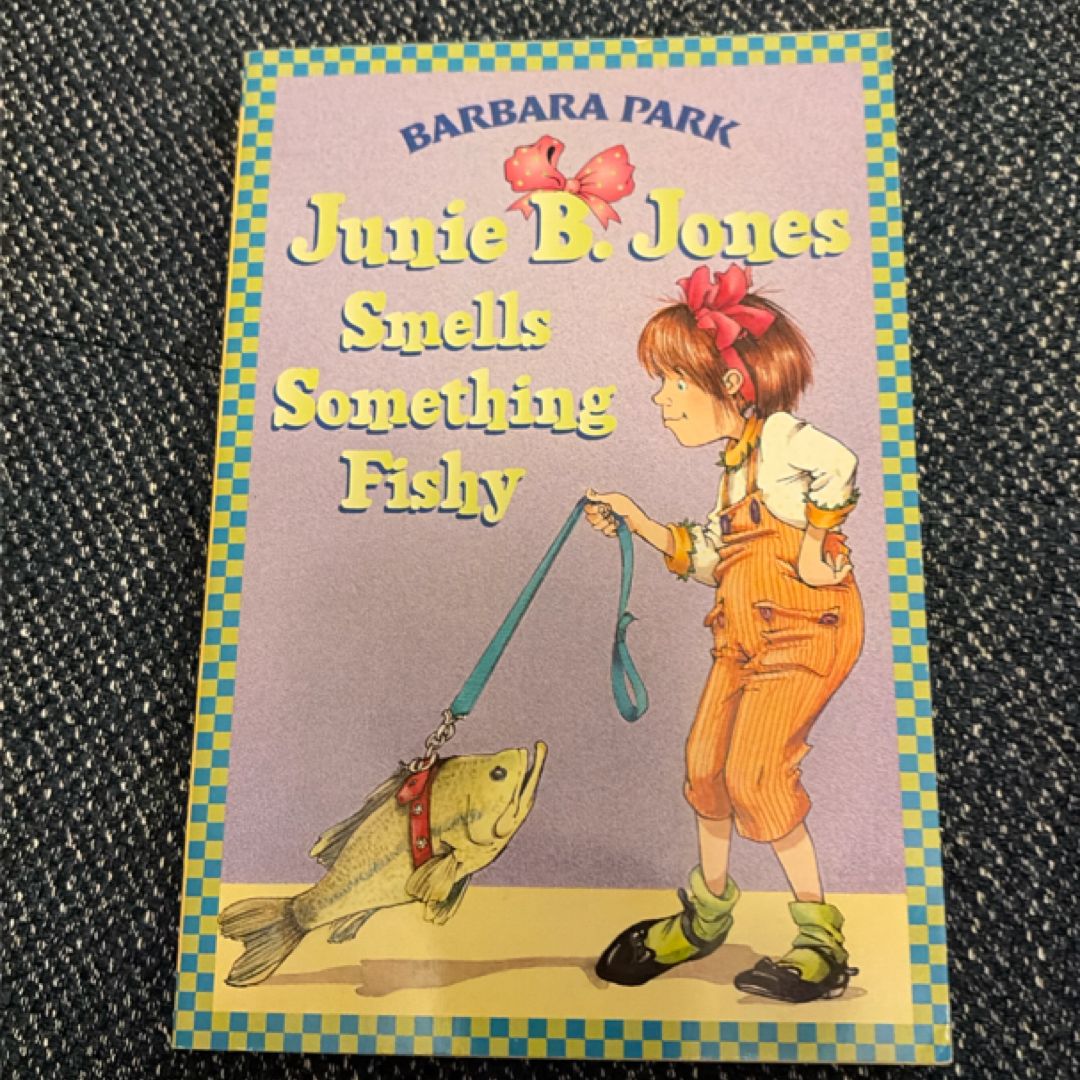 BARBARA PARK
Junie B. Jones
Smells
Something
Fishy